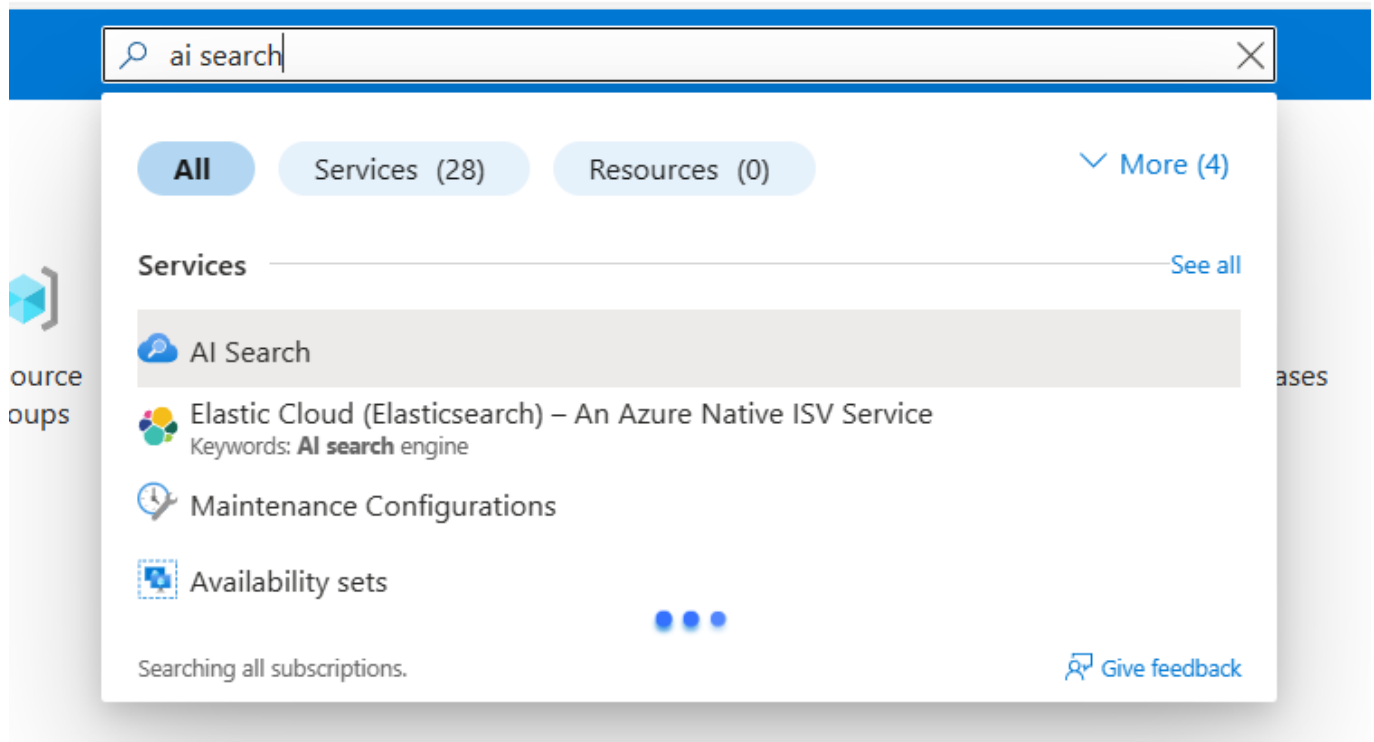 ai search
All
Services (28)
Resources (0)
More (4)
Services
See all
AI Search
Elastic Cloud (Elasticsearch) – An Azure Native ISV Service
Keywords: AI search engine
Maintenance Configurations
Availability sets
Searching all subscriptions.
Give feedback
ource
oups
ases